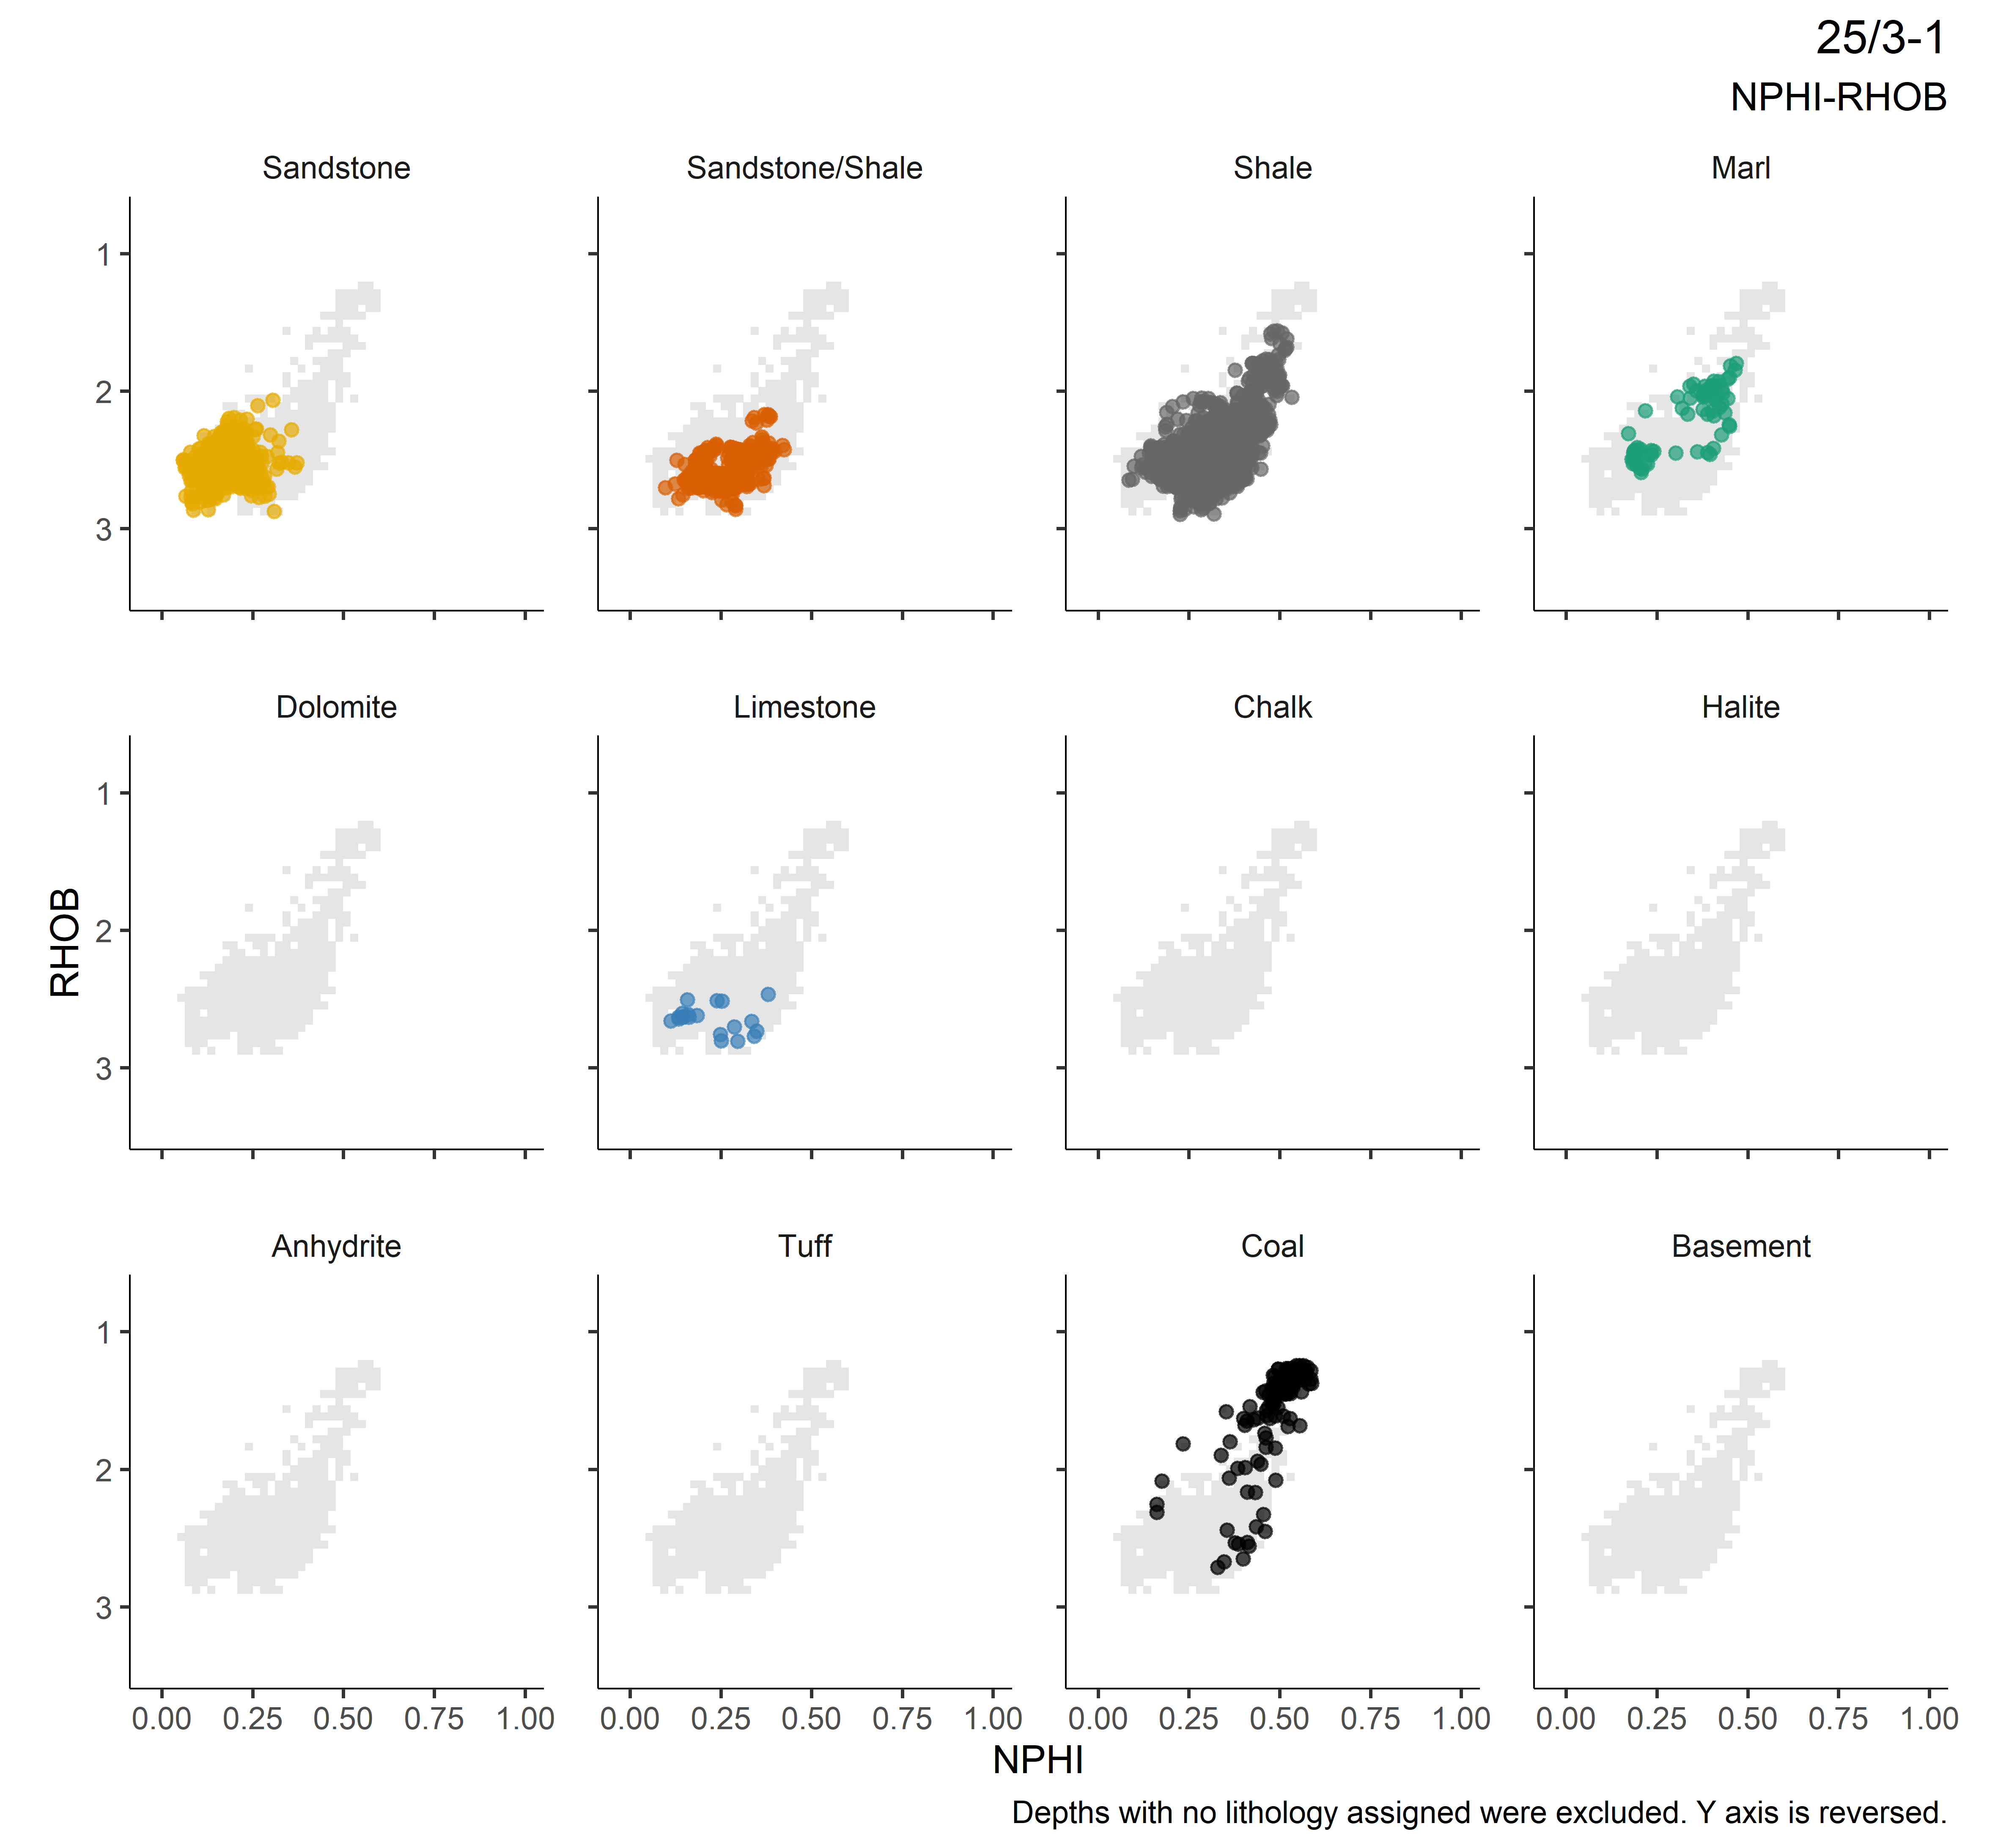 25/3-1
NPHI-RHOB
Sandstone Sandstone/Shale Shale Marl
1
2
3
Dolomite Limestone Chalk Halite
1
2
3
RHOB
Anhydrite Tuff Coal Basement
1
2
3
0.00 0.25 0.50 0.75 1.00 0.00 0.25 0.50 0.75 1.00 0.00 0.25 0.50 0.75 1.00 0.00 0.25 0.50 0.75 1.00
NPHI
Depths with no lithology assigned were excluded. Y axis is reversed.